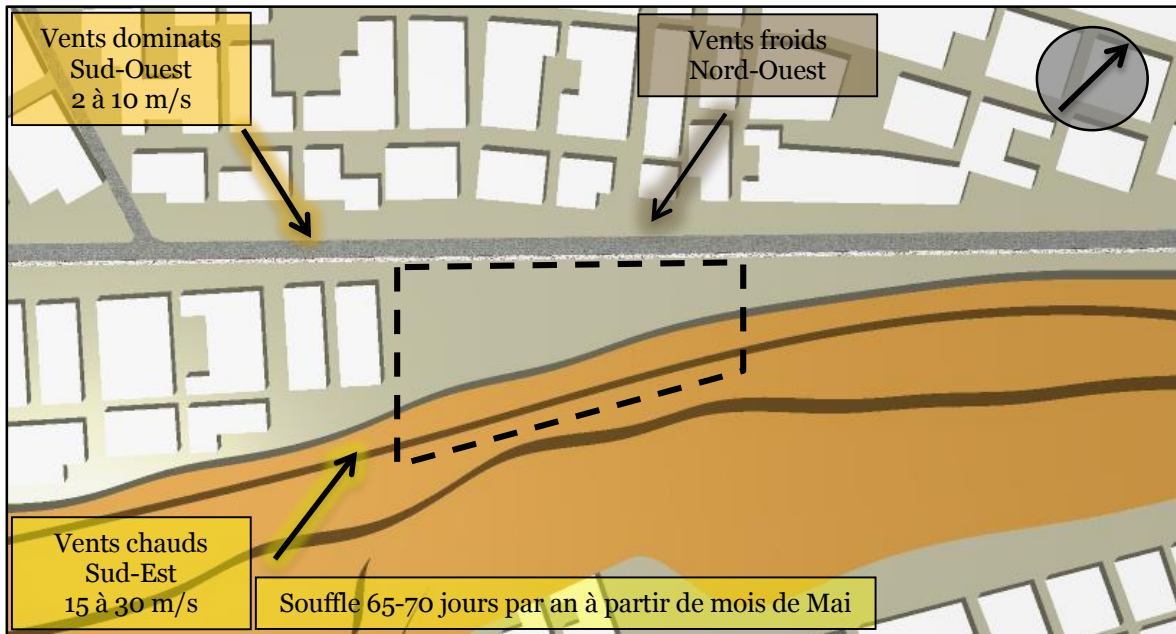 Vents dominats
Sud-Ouest
2 à 10 m/s
Vents froids
Nord-Ouest
Vents chauds
Sud-Est
15 à 30 m/s
Souffle 65-70 jours par an à partir de mois de Mai